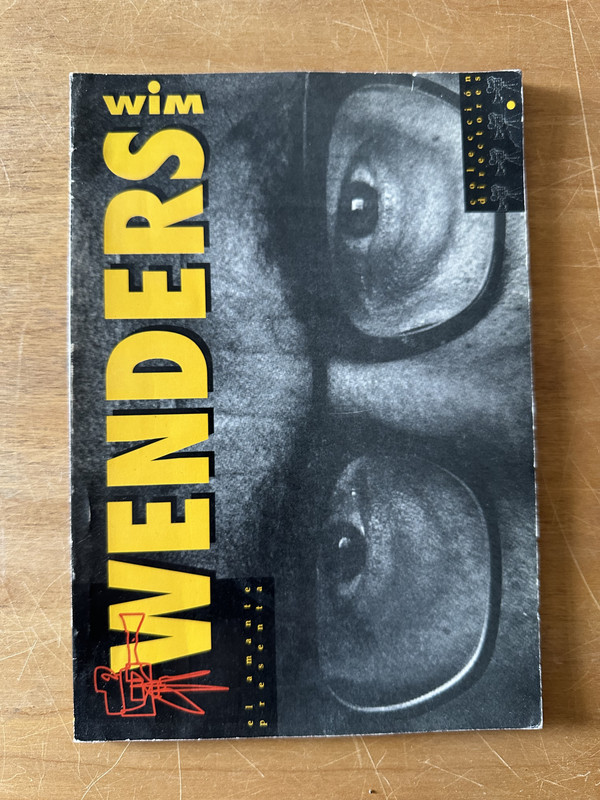 wim
WENDERS
colección
directores
el amante
presenta